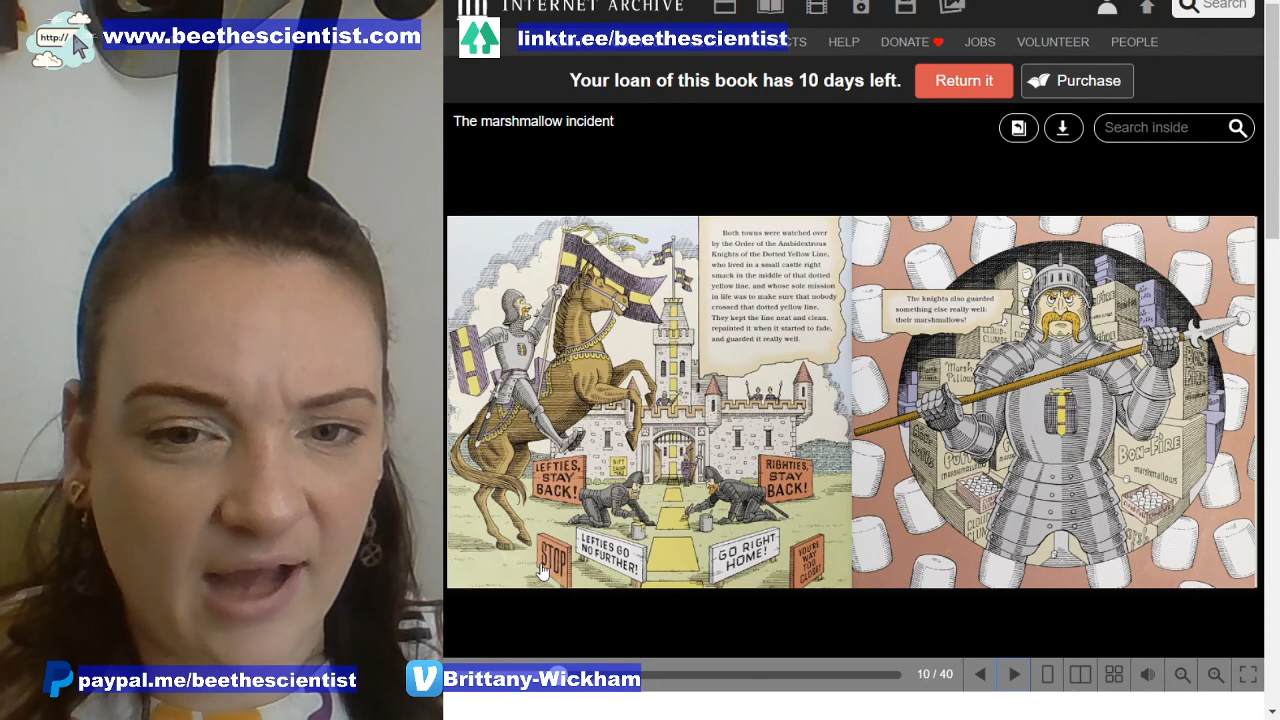 http://
www.beethescientist.com
INTERNET ARCHIVE
Search
linktr.ee/beethescientist
HELP
DONATE
JOBS
VOLUNTEER
PEOPLE
Your loan of this book has 10 days left.
Return it
Purchase
The marshmallow incident
Search inside
Both towns were watched over
by the Order of the Ambidextrous
Knights of the Dotted Yellow Line,
who lived in a small castle right
smack in the middle of that dotted
yellow line, and whose sole mission
in life was to make sure that nobody
crossed that dotted yellow line.
They kept the line neat and clean,
repainted it when it started to fade,
and guarded it really well.
LEFTIES,
STAY
BACK!
GIFT
SHOP
RIGHTIES,
STAY
BACK!
STOP
LEFTIES GO
NO FURTHER!
GO RIGHT
HOME!
YOU'RE
WAY
TOO
CLOSE!
The knights also guarded
something else really well:
their marshmallows!
BON-FIRE
marshmallows
paypal.me/beethescientist
Brittany-Wickham
10 / 40